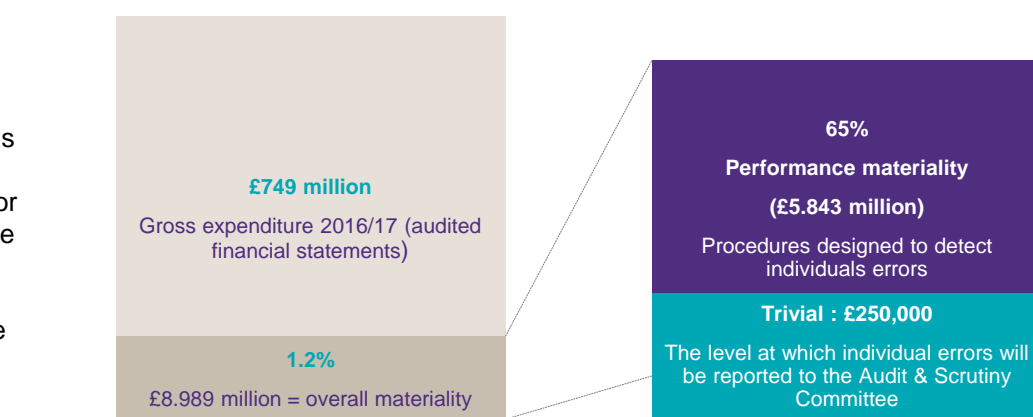 s
or
e
e
£749 million
Gross expenditure 2016/17 (audited
financial statements)
1.2%
£8.989 million = overall materiality
65%
Performance materiality
(£5.843 million)
Procedures designed to detect
individuals errors
Trivial : £250,000
The level at which individual errors will
be reported to the Audit & Scrutiny
Committee